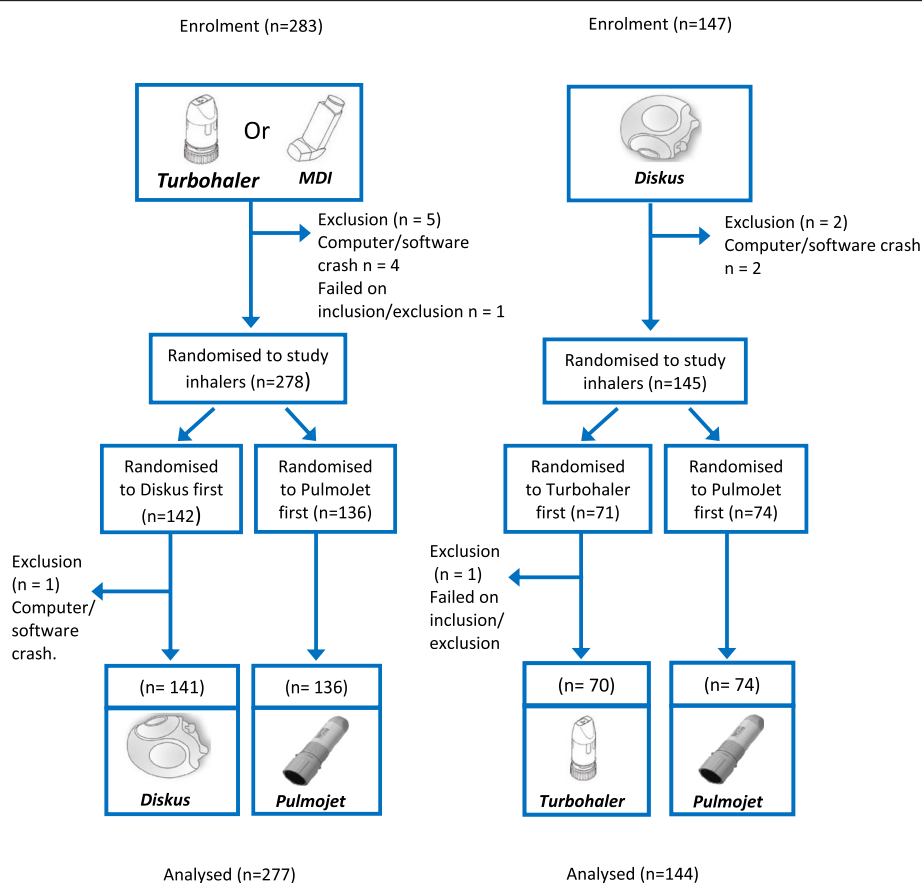 Enrolment (n=283)
Enrolment (n=147)
Or
Turbohaler
MDI
Diskus
Exclusion (n = 5)
Computer/software
crash n = 4
Failed on
inclusion/exclusion n = 1
Exclusion (n = 2)
Computer/software crash
n = 2
Randomised to study
inhalers (n=278)
Randomised to study
inhalers (n=145)
Randomised
to Diskus first
(n=142)
Randomised
to PulmoJet
first (n=136)
Randomised
to Turbohaler
first (n=71)
Randomised
to PulmoJet
first (n=74)
Exclusion
(n = 1)
Computer/
software
crash.
Exclusion
(n = 1)
Failed on
inclusion/
exclusion
(n= 141)
(n= 136)
(n= 70)
(n= 74)
Diskus
Pulmojet
Turbohaler
Pulmojet
Analysed (n=277)
Analysed (n=144)